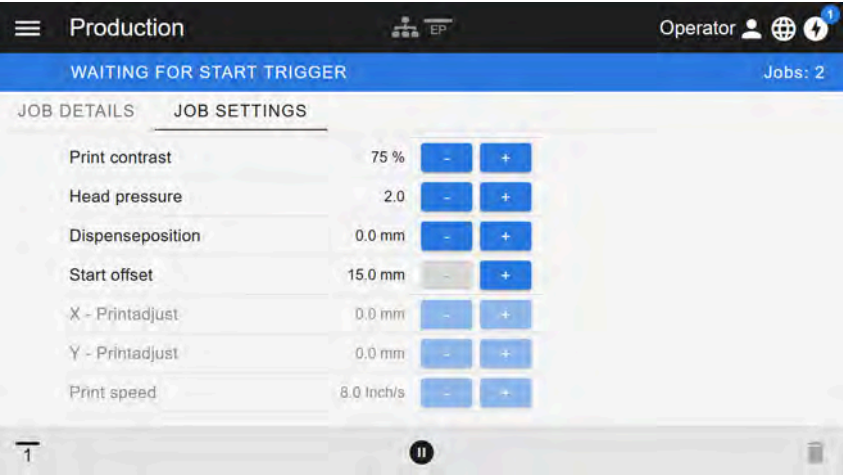 Production EP Operator 1
WAITING FOR START TRIGGER Jobs: 2
JOB DETAILS JOB SETTINGS
Print contrast 75 % - +
Head pressure 2.0 - +
Dispenseposition 0.0 mm - +
Start offset 15.0 mm - +
X - Printadjust 0.0 mm - +
Y - Printadjust 0.0 mm - +
Print speed 8.0 Inch/s - +
1